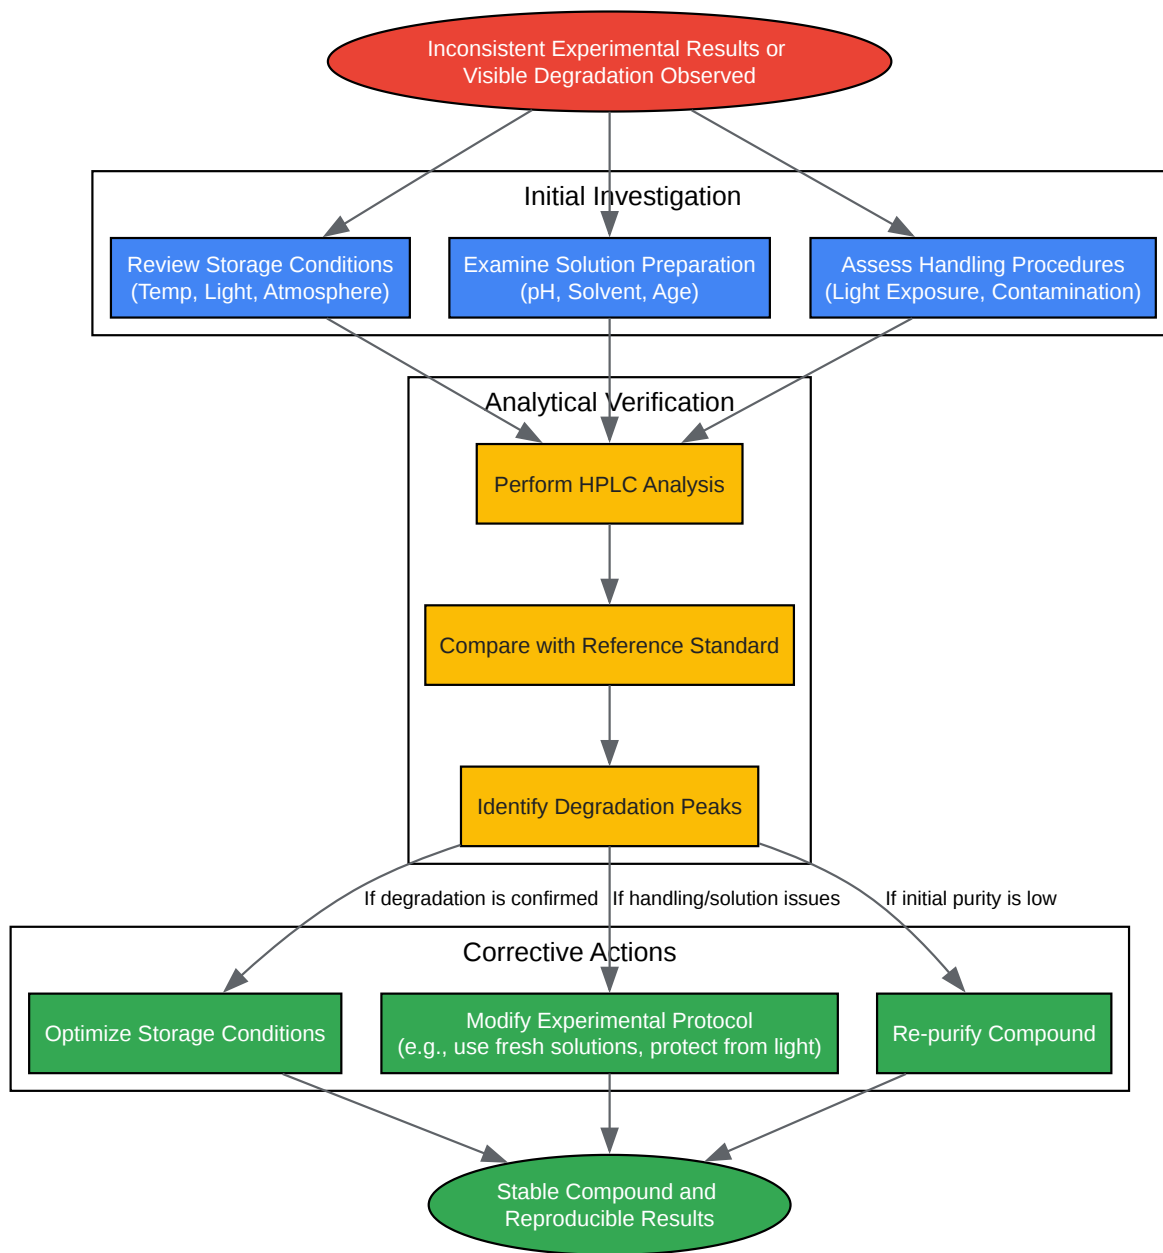 Inconsistent Experimental Results or
Visible Degradation Observed
Initial Investigation
Review Storage Conditions
(Temp, Light, Atmosphere)
Examine Solution Preparation
(pH, Solvent, Age)
Assess Handling Procedures
(Light Exposure, Contamination)
Analytical Verification
Perform HPLC Analysis
Compare with Reference Standard
Identify Degradation Peaks
If degradation is confirmed
If handling/solution issues
If initial purity is low
Corrective Actions
Optimize Storage Conditions
Modify Experimental Protocol
(e.g., use fresh solutions, protect from light)
Re-purify Compound
Stable Compound and
Reproducible Results